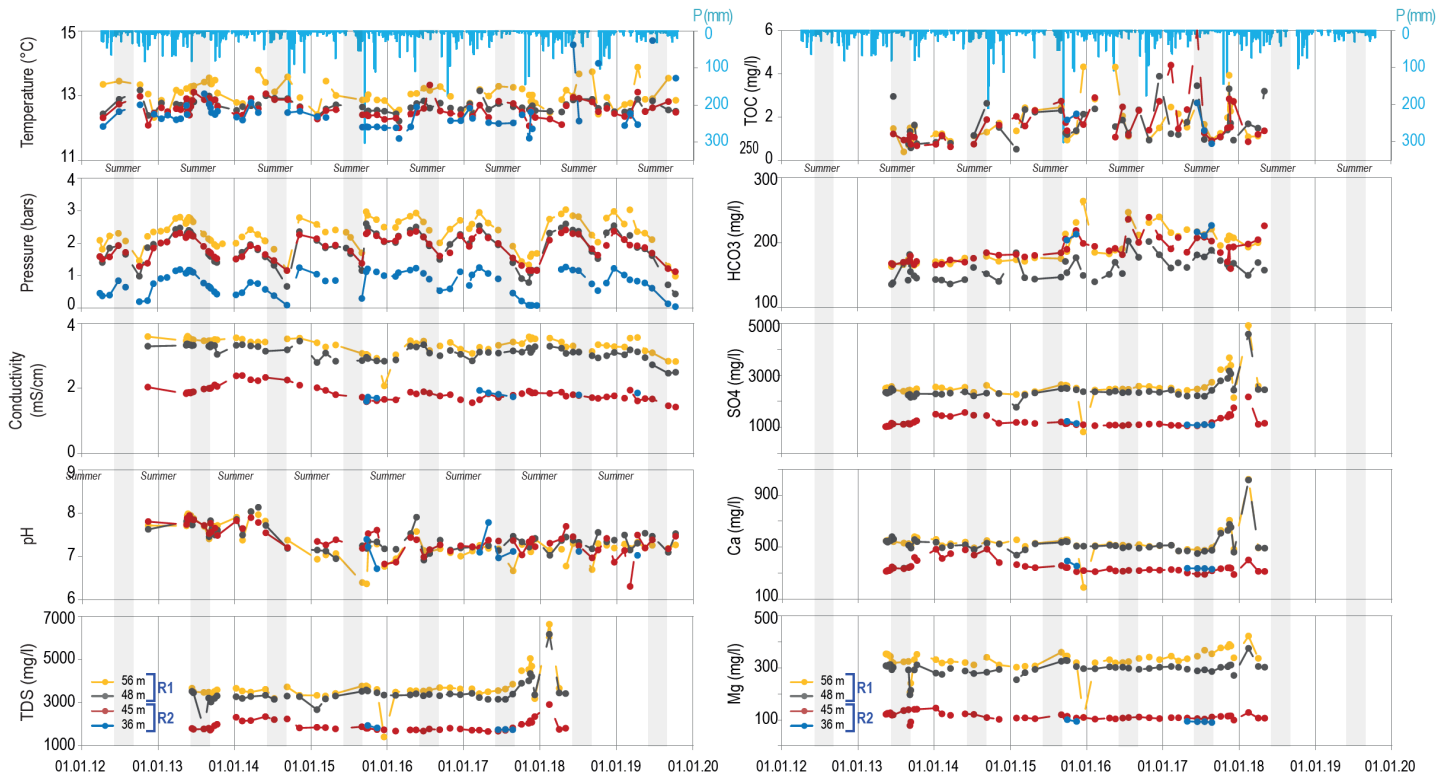 P (mm)
P (mm)
15
13
11
Temperature (°C)
0
100
200
300
6
4
2
0
250
TOC (mg/l)
0
100
200
300
Summer Summer Summer Summer Summer Summer Summer Summer
Summer Summer Summer Summer Summer Summer Summer Summer
4
3
2
1
0
Pressure (bars)
300
200
100
HCO3 (mg/l)
4
2
0
Conductivity
(mS/cm)
5000
3000
1000
SO4 (mg/l)
9
8
7
6
pH
Summer Summer Summer Summer Summer Summer Summer Summer
900
500
100
Ca (mg/l)
7000
5000
3000
1000
TDS (mg/l)
56 m
48 m
R1
45 m
36 m
R2
500
300
100
Mg (mg/l)
56 m
48 m
R1
45 m
36 m
R2
01.01.12 01.01.13 01.01.14 01.01.15 01.01.16 01.01.17 01.01.18 01.01.19 01.01.20
01.01.12 01.01.13 01.01.14 01.01.15 01.01.16 01.01.17 01.01.18 01.01.19 01.01.20